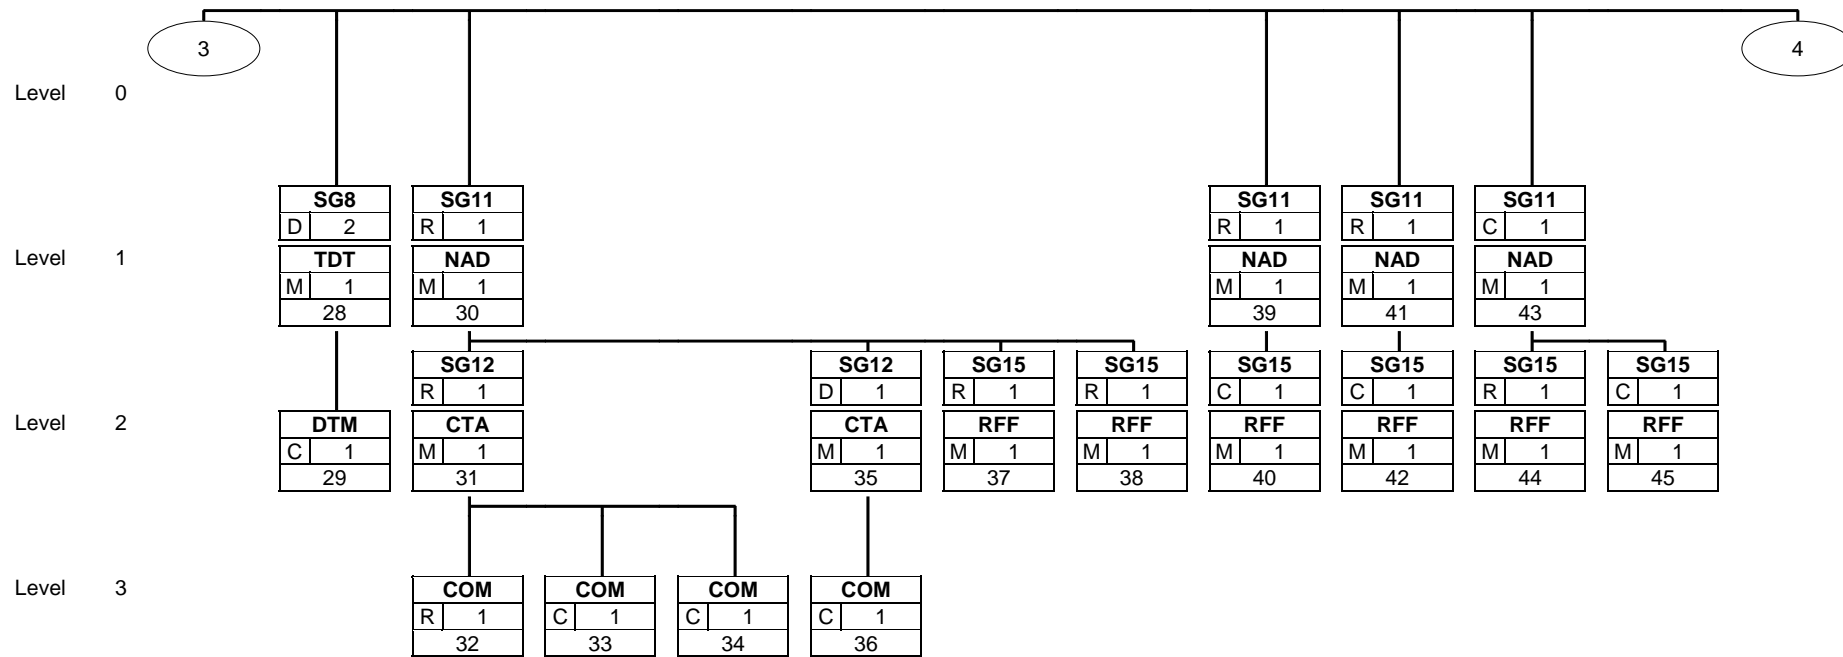 3 4
Level 0
SG8 SG11 SG11 SG11 SG11
D 2 R 1 R 1 R 1 C 1
Level 1 TDT NAD NAD NAD NAD
M 1 M 1 M 1 M 1 M 1
28 30 39 41 43
SG12 SG12 SG15 SG15 SG15 SG15 SG15 SG15
R 1 D 1 R 1 R 1 C 1 C 1 R 1 C 1
Level 2 DTM CTA CTA RFF RFF RFF RFF RFF RFF
C 1 M 1 M 1 M 1 M 1 M 1 M 1 M 1 M 1
29 31 35 37 38 40 42 44 45
Level 3 COM COM COM COM
R 1 C 1 C 1 C 1
32 33 34 36